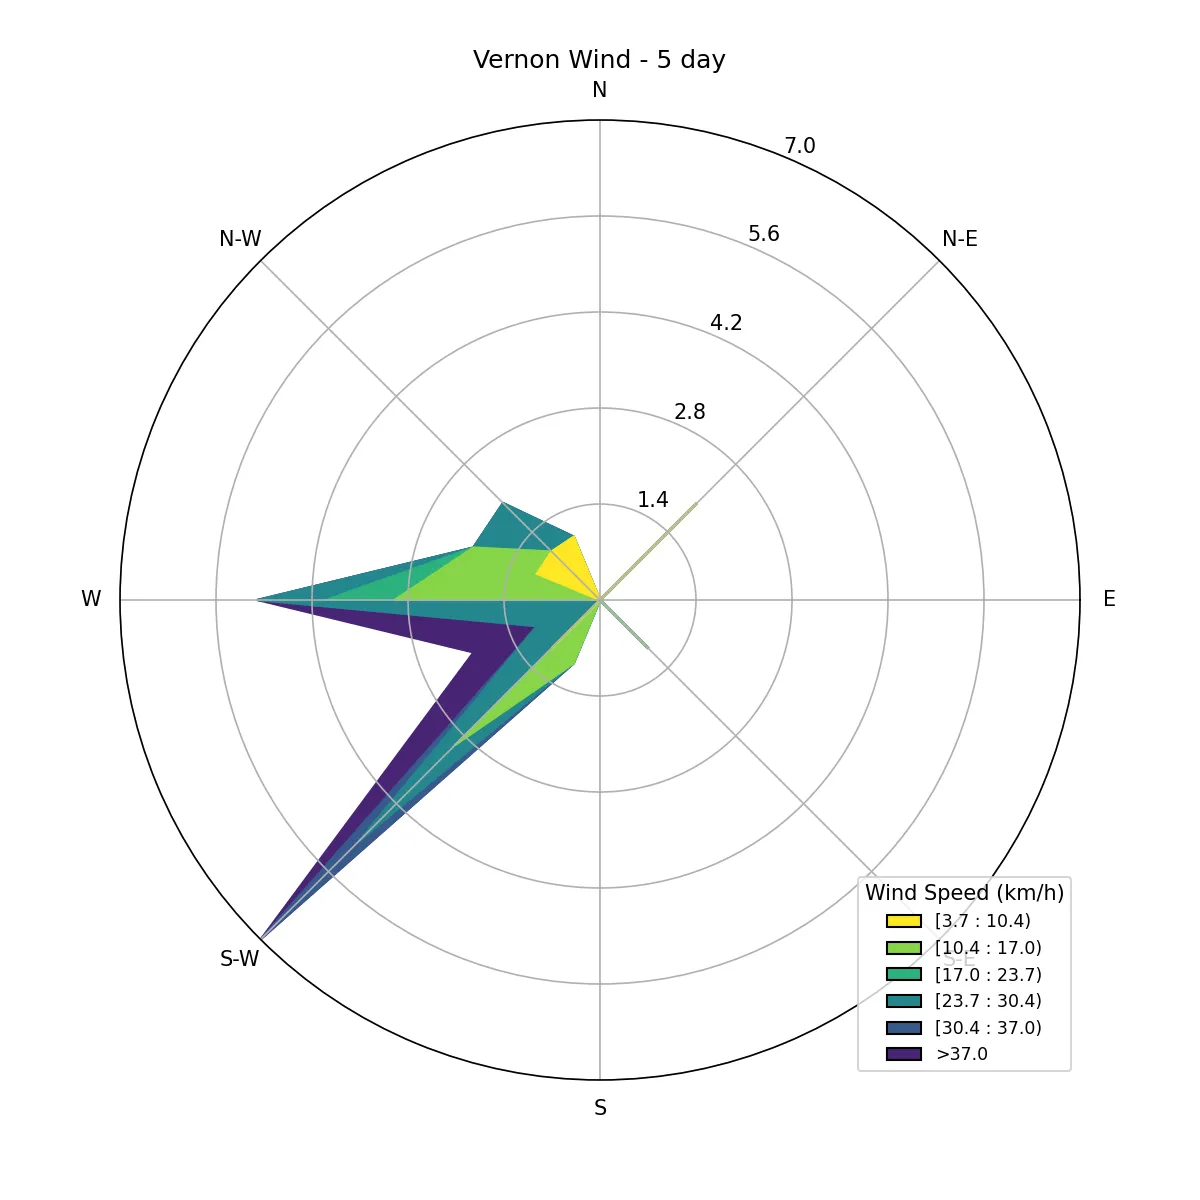 Vernon Wind - 5 day
N
7.0
5.6
N-W
N-E
4.2
2.8
1.4
W
E
Wind Speed (km/h)
[3.7 : 10.4)
[10.4 : 17.0)
S-W
S-E
[17.0 : 23.7)
[23.7 : 30.4)
[30.4 : 37.0)
>37.0
S